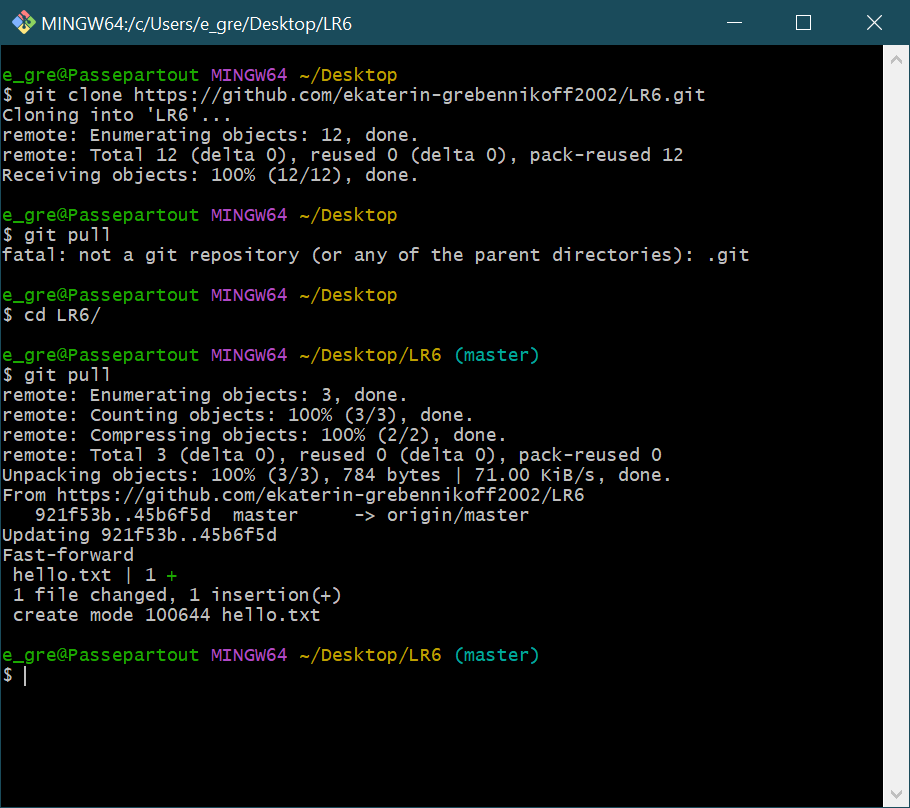 MINGW64:/c/Users/e_gre/Desktop/LR6
e_gre@Passepartout MINGW64 ~/Desktop
$ git clone https://github.com/ekaterin-grebennikoff2002/LR6.git
Cloning into 'LR6'...
remote: Enumerating objects: 12, done.
remote: Total 12 (delta 0), reused 0 (delta 0), pack-reused 12
Receiving objects: 100% (12/12), done.
e_gre@Passepartout MINGW64 ~/Desktop
$ git pull
fatal: not a git repository (or any of the parent directories): .git
e_gre@Passepartout MINGW64 ~/Desktop
$ cd LR6/
e_gre@Passepartout MINGW64 ~/Desktop/LR6 (master)
$ git pull
remote: Enumerating objects: 3, done.
remote: Counting objects: 100% (3/3), done.
remote: Compressing objects: 100% (2/2), done.
remote: Total 3 (delta 0), reused 0 (delta 0), pack-reused 0
Unpacking objects: 100% (3/3), 784 bytes | 71.00 KiB/s, done.
From https://github.com/ekaterin-grebennikoff2002/LR6
   921f53b..45b6f5d  master     -> origin/master
Updating 921f53b..45b6f5d
Fast-forward
 hello.txt | 1 +
 1 file changed, 1 insertion(+)
 create mode 100644 hello.txt
e_gre@Passepartout MINGW64 ~/Desktop/LR6 (master)
$